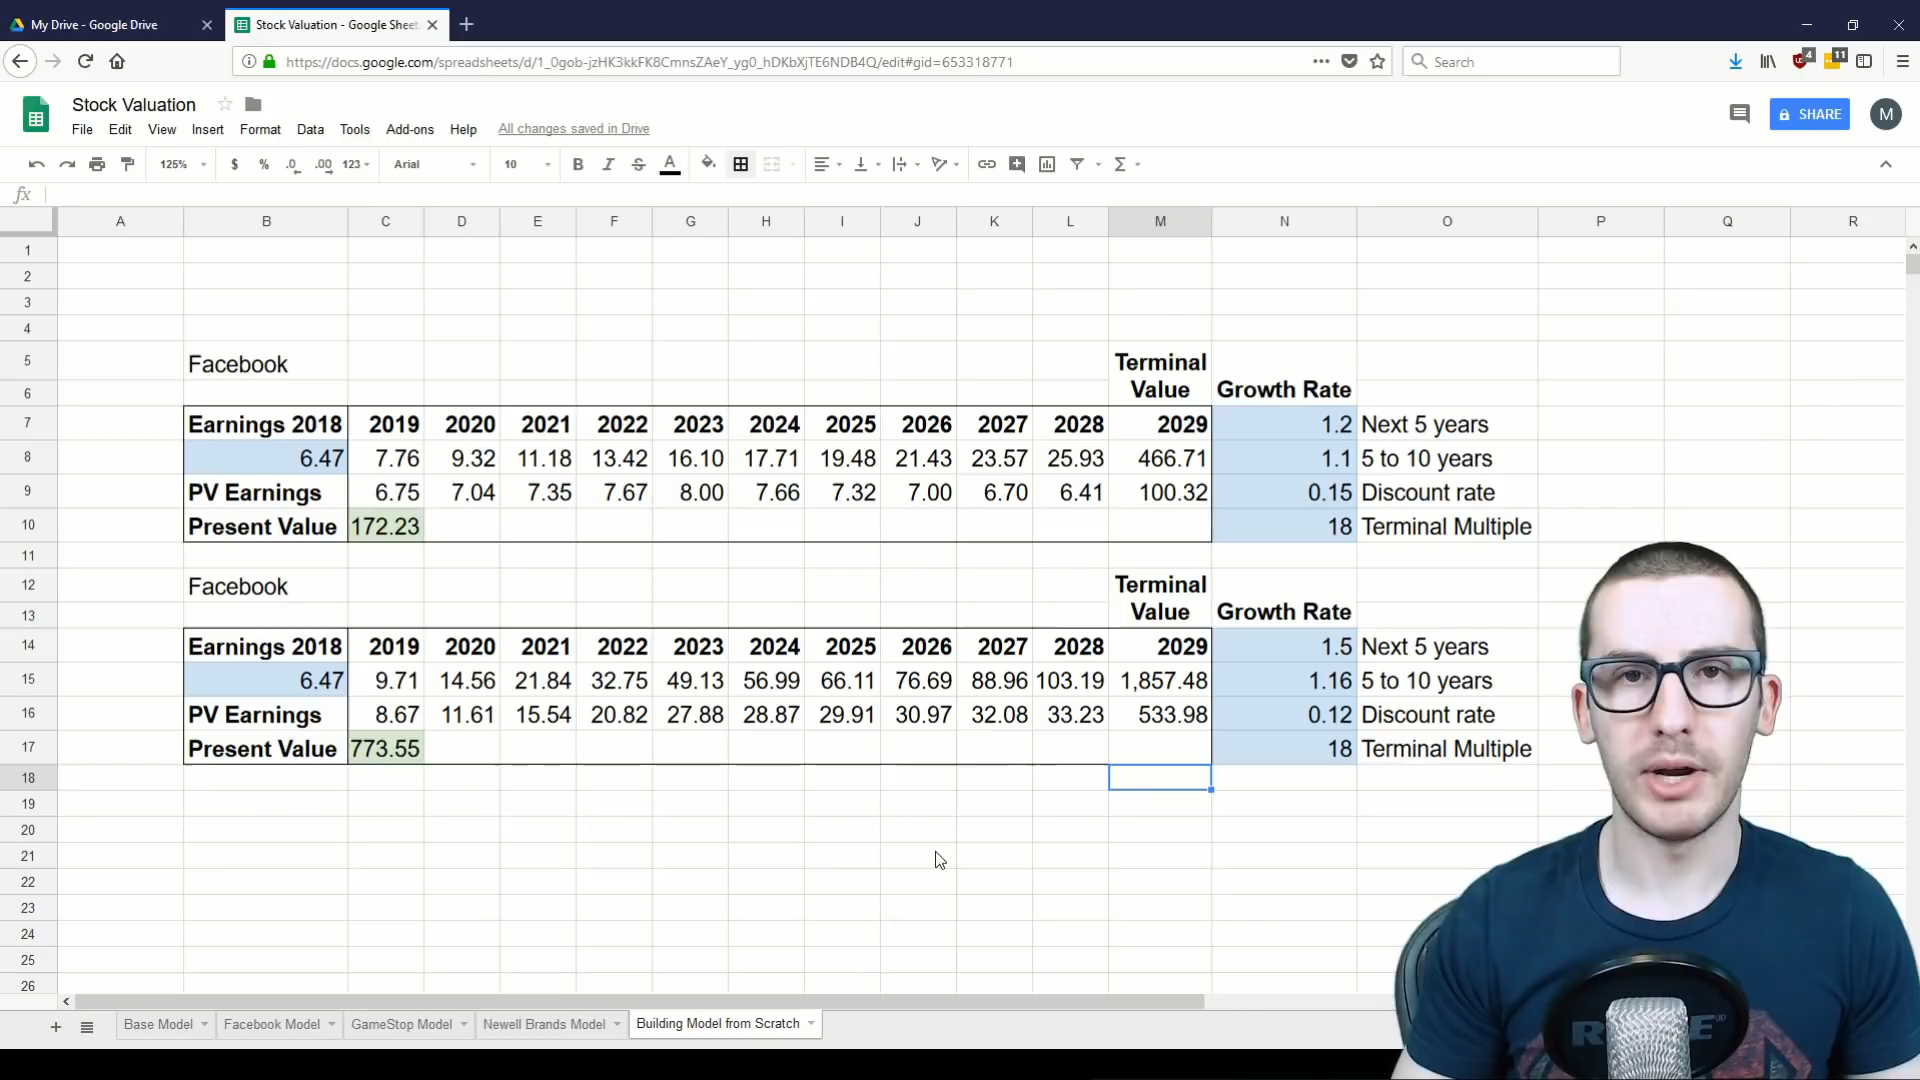 My Drive - Google Drive
Stock Valuation - Google Sheets
https://docs.google.com/spreadsheets/d/1_0gob-jzHK3kkFK8CmnsZAeY_yg0_hDKbXjTE6NDB4Q/edit#gid=653318771
Search
4
11
Stock Valuation
File Edit View Insert Format Data Tools Add-ons Help All changes saved in Drive
SHARE
M
125% $ % .0 .00 123 Arial 10 B I S A Σ
fx
A B C D E F G H I J K L M N O P Q R
1
2
3
4
5 Facebook Terminal
6 Value Growth Rate
7 Earnings 2018 2019 2020 2021 2022 2023 2024 2025 2026 2027 2028 2029 1.2 Next 5 years
8 6.47 7.76 9.32 11.18 13.42 16.10 17.71 19.48 21.43 23.57 25.93 466.71 1.1 5 to 10 years
9 PV Earnings 6.75 7.04 7.35 7.67 8.00 7.66 7.32 7.00 6.70 6.41 100.32 0.15 Discount rate
10 Present Value 172.23 18 Terminal Multiple
11
12 Facebook Terminal
13 Value Growth Rate
14 Earnings 2018 2019 2020 2021 2022 2023 2024 2025 2026 2027 2028 2029 1.5 Next 5 years
15 6.47 9.71 14.56 21.84 32.75 49.13 56.99 66.11 76.69 88.96 103.19 1,857.48 1.16 5 to 10 years
16 PV Earnings 8.67 11.61 15.54 20.82 27.88 28.87 29.91 30.97 32.08 33.23 533.98 0.12 Discount rate
17 Present Value 773.55 18 Terminal Multiple
18
19
20
21
22
23
24
25
26
Base Model Facebook Model GameStop Model Newell Brands Model Building Model from Scratch